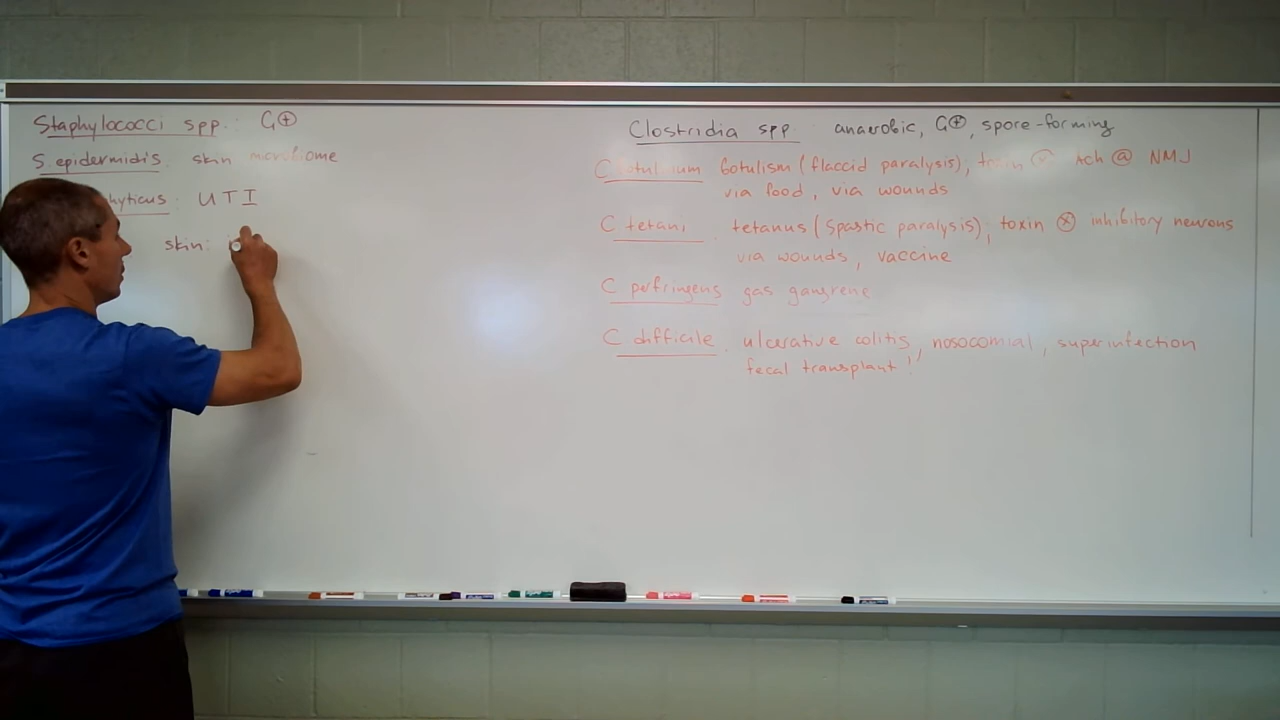 Staphylococci spp. G⊕
S. epidermidis: skin microbiome
hyticus: UTI
skin:
Clostridia spp. anaerobic, G⊕, spore-forming
C botulism (flaccid paralysis), toxin ACh @ NMJ
via food, via wounds
C tetani tetanus (spastic paralysis), toxin ⊗ inhibitory neurons
via wounds, vaccine
C perfringens gas gangrene
C difficile ulcerative colitis, nosocomial, superinfection
fecal transplant!